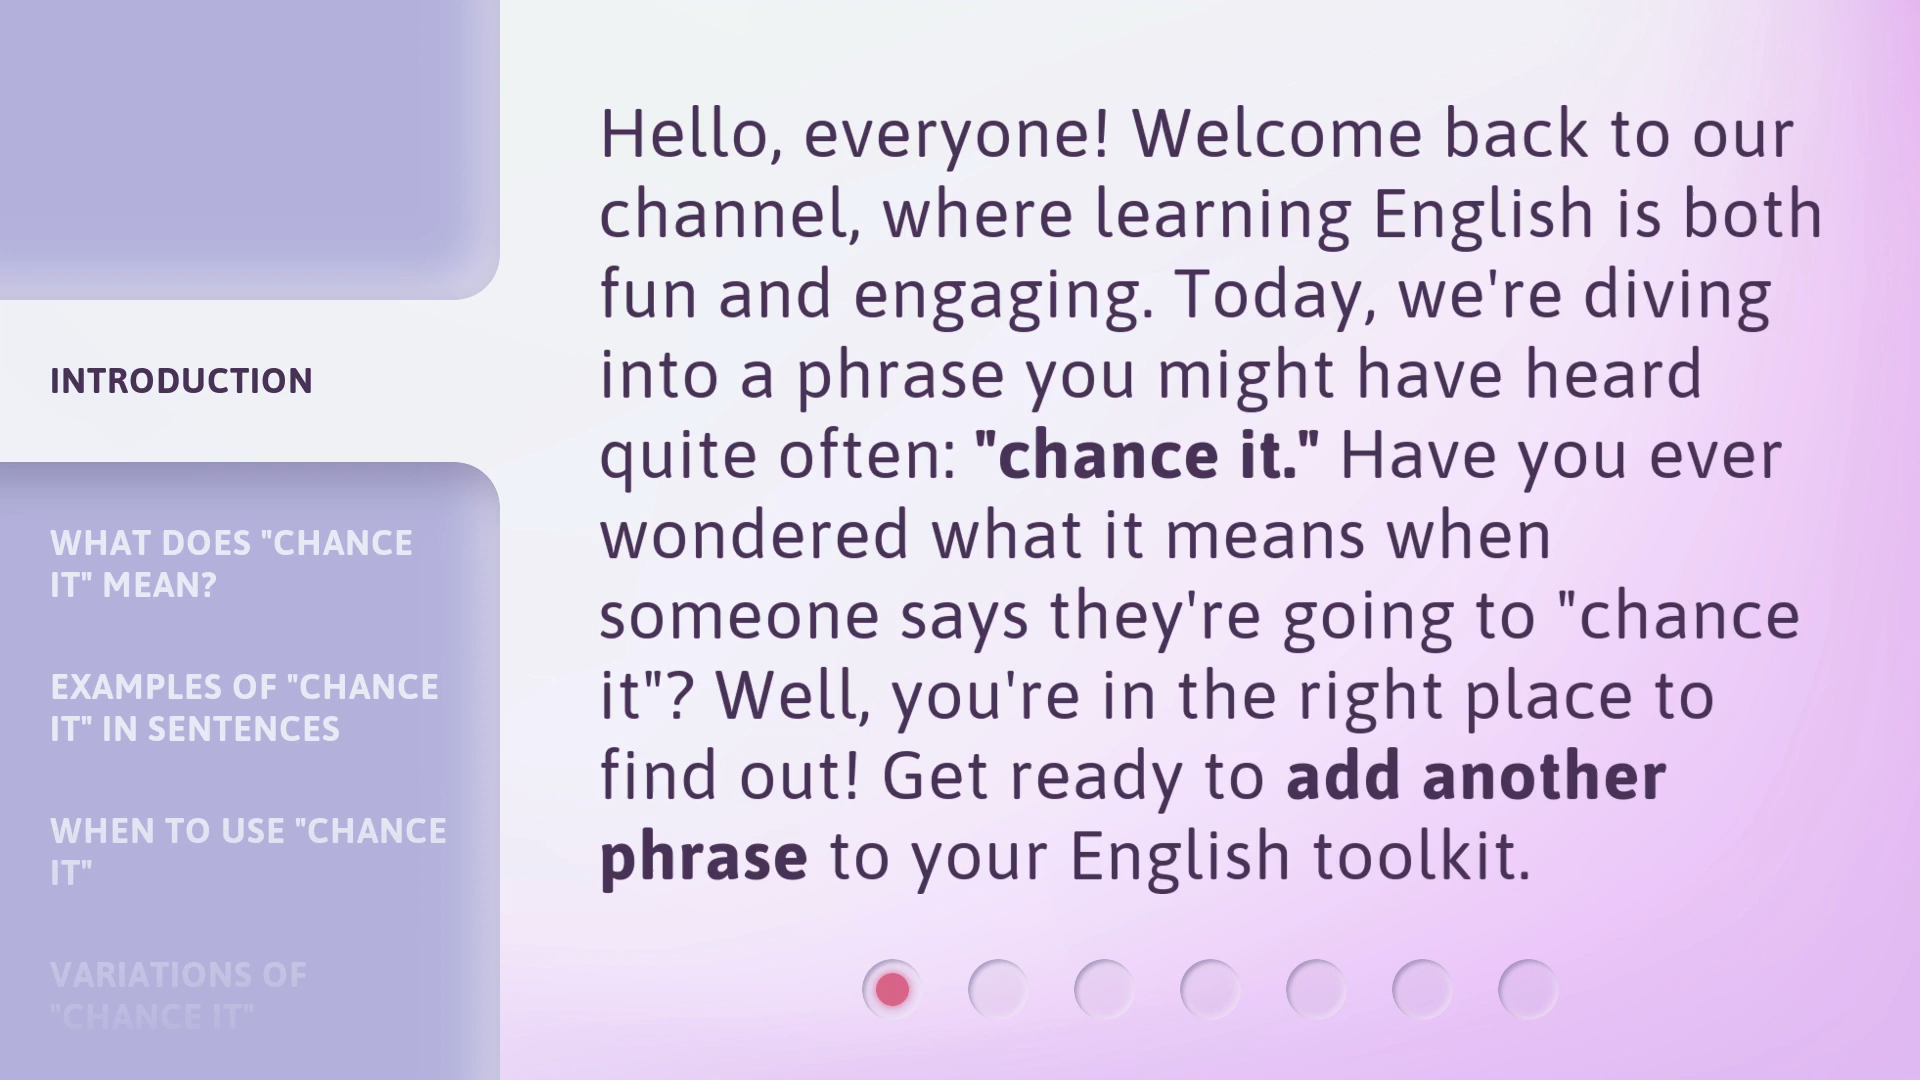 INTRODUCTION
WHAT DOES "CHANCE
IT" MEAN?
EXAMPLES OF "CHANCE
IT" IN SENTENCES
WHEN TO USE "CHANCE
IT"
VARIATIONS OF
"CHANCE IT"
Hello, everyone! Welcome back to our
channel, where learning English is both
fun and engaging. Today, we're diving
into a phrase you might have heard
quite often: "chance it." Have you ever
wondered what it means when
someone says they're going to "chance
it"? Well, you're in the right place to
find out! Get ready to add another
phrase to your English toolkit.